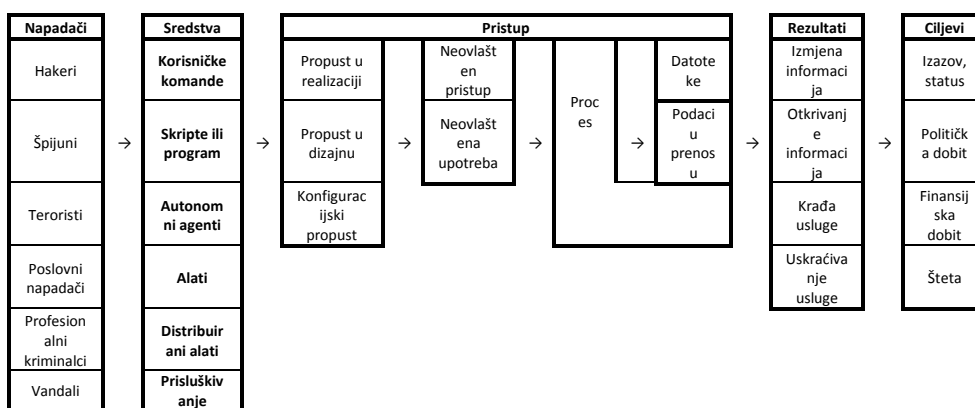 Napadači
Hakeri
Špijuni
Teroristi
Poslovni
napadači
Profesion
alni
kriminalci
Vandali
→
Sredstva
Korisničke
komande
Skripte ili
program
Autonom
ni agenti
Alati
Distribuir
ani alati
Prisluškiv
anje
→
Pristup
Propust u
realizaciji
Propust u
dizajnu
Konfigurac
ijski
propust
→
Neovlašt
en
pristup
Neovlašt
ena
upotreba
→
Proc
es
→
Datote
ke
Podaci
u
prenos
u
→
Rezultati
Izmjena
informaci
ja
Otkrivanj
e
informaci
ja
Krađa
usluge
Uskraćiva
nje
usluge
→
Ciljevi
Izazov,
status
Političk
a dobit
Finansij
ska
dobit
Šteta